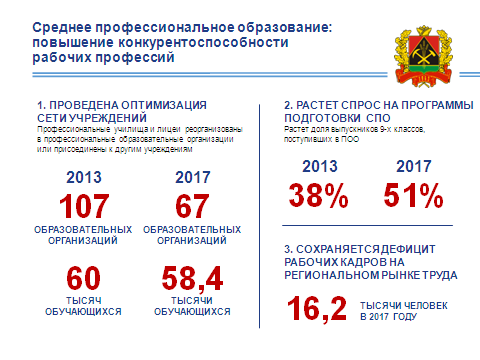 Среднее профессиональное образование:
повышение конкурентоспособности
рабочих профессий
1. ПРОВЕДЕНА ОПТИМИЗАЦИЯ
СЕТИ УЧРЕЖДЕНИЙ
Профессиональные училища и лицеи реорганизованы
в профессиональные образовательные организации
или присоединены к другим учреждениям
2013 2017
107 67
ОБРАЗОВАТЕЛЬНЫХ ОБРАЗОВАТЕЛЬНЫХ
ОРГАНИЗАЦИЙ ОРГАНИЗАЦИЙ
60 58,4
ТЫСЯЧ ТЫСЯЧИ
ОБУЧАЮЩИХСЯ ОБУЧАЮЩИХСЯ
2. РАСТЕТ СПРОС НА ПРОГРАММЫ
ПОДГОТОВКИ СПО
Растет доля выпускников 9-х классов,
поступивших в ПОО
2013 2017
38% 51%
3. СОХРАНЯЕТСЯ ДЕФИЦИТ
РАБОЧИХ КАДРОВ НА
РЕГИОНАЛЬНОМ РЫНКЕ ТРУДА
16,2 ТЫСЯЧИ ЧЕЛОВЕК
В 2017 ГОДУ